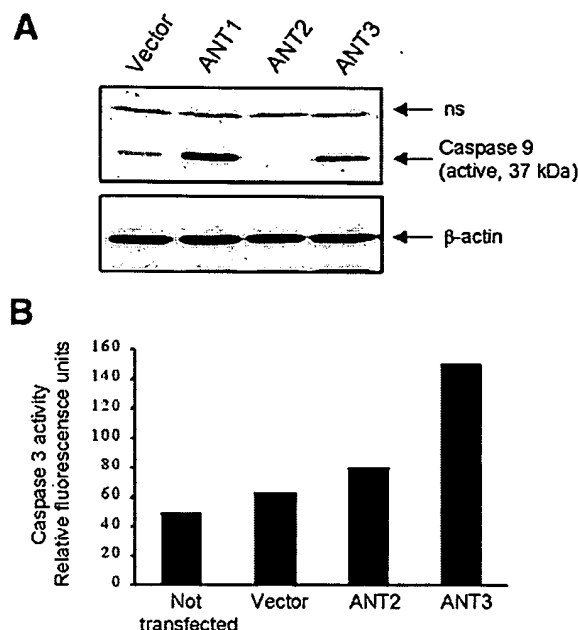 A
Vector
ANT1
ANT2
ANT3
ns
Caspase 9
(active, 37 kDa)
β-actin
B
Caspase 3 activity
Relative fluorescensce units
160
140
120
100
80
60
40
20
0
Not
transfected
Vector
ANT2
ANT3